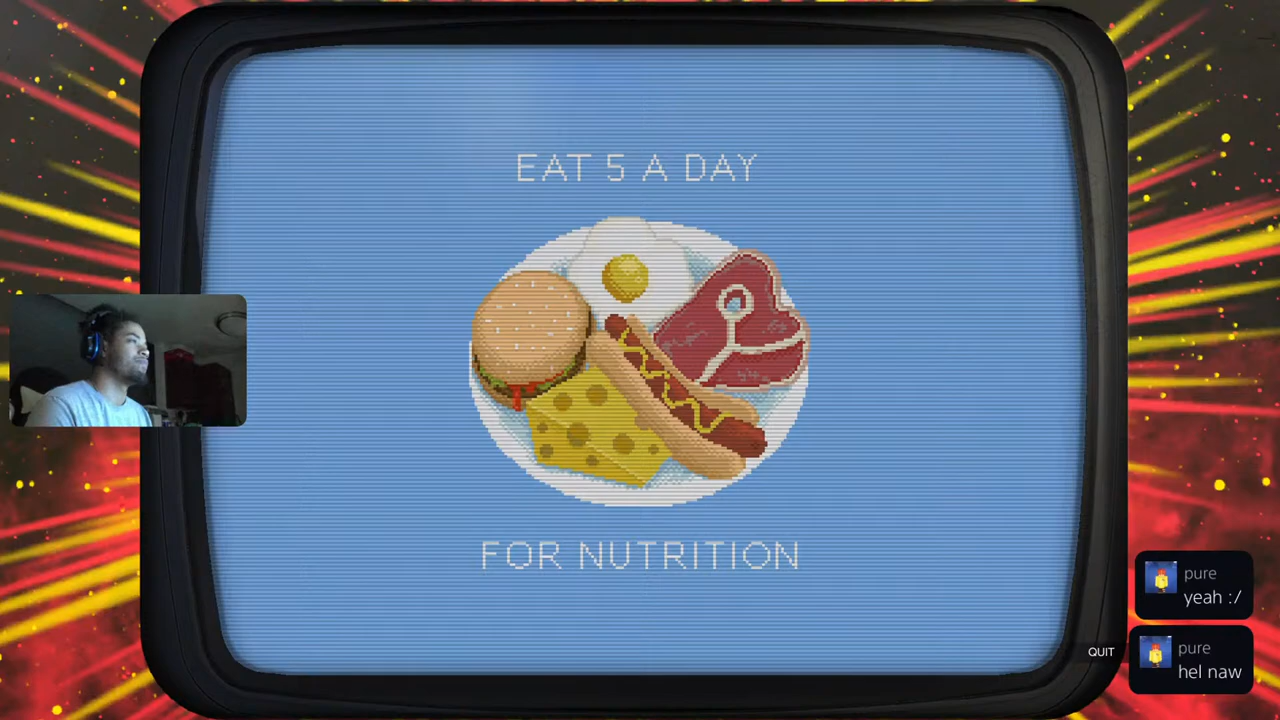 EAT 5 A DAY
FOR NUTRITION
pure
yeah :/
QUIT
pure
hel naw